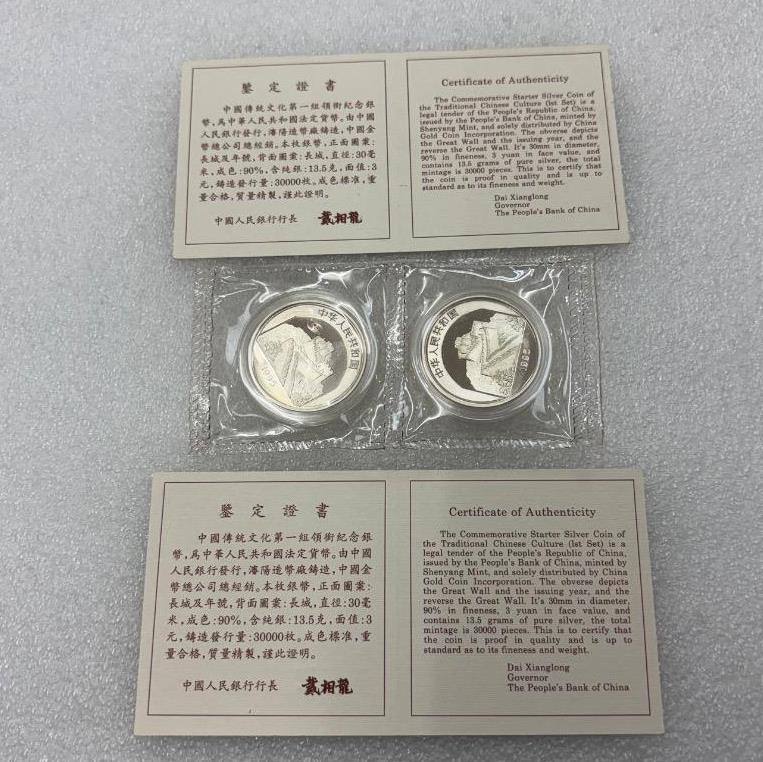 鑒定證書
中國傳統文化第一組領銜紀念銀
幣,爲中華人民共和國法定貨幣。由中國
人民銀行發行,瀋陽造幣廠鑄造,中國金
幣總公司總經銷。本枚銀幣,正面圖案:
長城及年號,背面圖案:長城,直徑:30毫
米,成色:90%,含純銀:13.5克,面值:3
元,鑄造發行量:30000枚。成色標准,重
量合格,質量精製,謹此證明。
中國人民銀行行長 戴相龍
Certificate of Authenticity
The Commemorative Starter Silver Coin of
the Traditional Chinese Culture (Ist Set) is a
legal tender of the People's Republic of China,
issued by the People's Bank of China, minted by
Shenyang Mint, and solely distributed by China
Gold Coin Incorporation. The obverse depicts
the Great Wall and the issuing year, and the
reverse the Great Wall. It's 30mm in diameter,
90% in fineness, 3 yuan in face value, and
contains 13.5 grams of pure silver, the total
mintage is 30000 pieces. This is to certify that
the coin is proof in quality and is up to
standard as to its fineness and weight.
Dai Xianglong
Governor
The People's Bank of China
中华人民共和国
1995
中华人民共和国
1995
鑒定證書
中國傳統文化第一組領銜紀念銀
幣,爲中華人民共和國法定貨幣。由中國
人民銀行發行,瀋陽造幣廠鑄造,中國金
幣總公司總經銷。本枚銀幣,正面圖案:
長城及年號,背面圖案:長城,直徑:30毫
米,成色:90%,含純銀:13.5克,面值:3
元,鑄造發行量:30000枚。成色標准,重
量合格,質量精製,謹此證明。
中國人民銀行行長 戴相龍
Certificate of Authenticity
The Commemorative Starter Silver Coin of
the Traditional Chinese Culture (Ist Set) is a
legal tender of the People's Republic of China,
issued by the People's Bank of China, minted by
Shenyang Mint, and solely distributed by China
Gold Coin Incorporation. The obverse depicts
the Great Wall and the issuing year, and the
reverse the Great Wall. It's 30mm in diameter,
90% in fineness, 3 yuan in face value, and
contains 13.5 grams of pure silver, the total
mintage is 30000 pieces. This is to certify that
the coin is proof in quality and is up to
standard as to its fineness and weight.
Dai Xianglong
Governor
The People's Bank of China